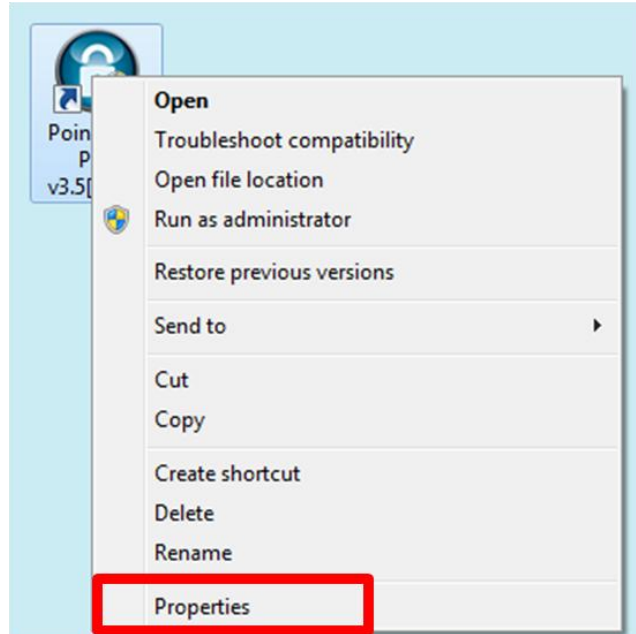 Poin
P
v3.5[
Open
Troubleshoot compatibility
Open file location
Run as administrator
Restore previous versions
Send to
Cut
Copy
Create shortcut
Delete
Rename
Properties